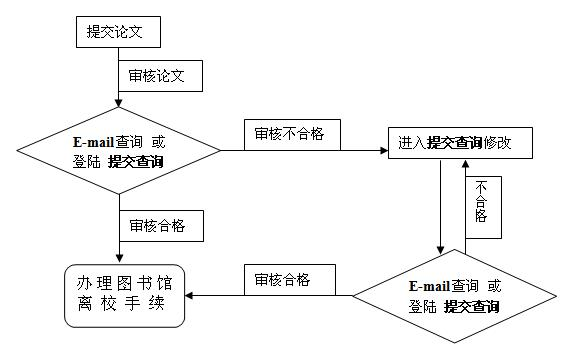 提交论文
审核论文
E-mail查询 或
登陆 提交查询
审核不合格
进入提交查询修改
不合格
审核合格
办理图书馆
离校手续
审核合格
E-mail查询 或
登陆 提交查询